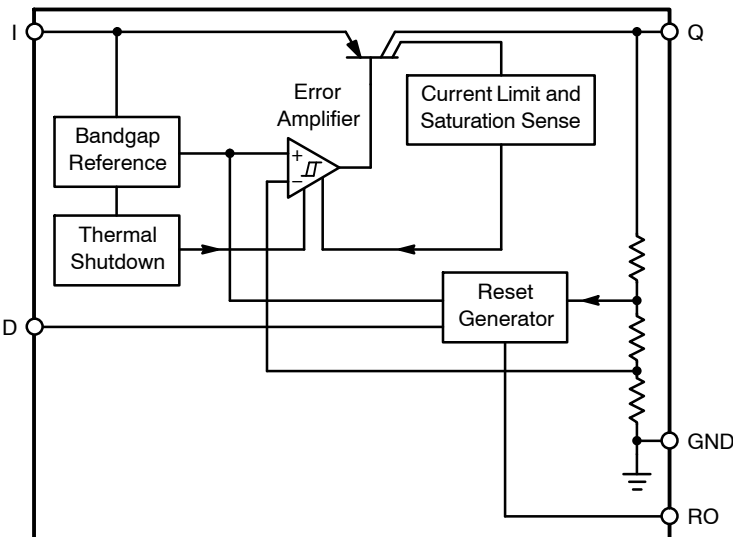 I
Q
Error
Amplifier
Current Limit and
Saturation Sense
Bandgap
Reference
+
−
Thermal
Shutdown
Reset
Generator
D
GND
RO